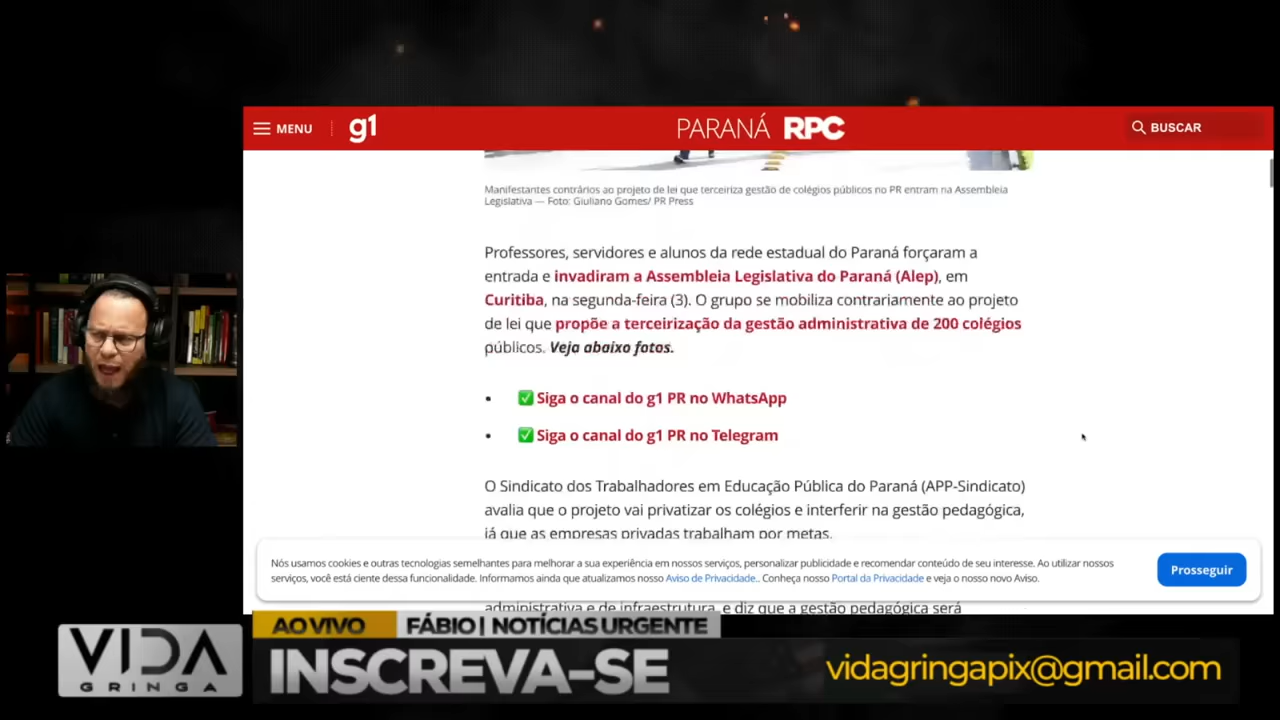 MENU
g1
PARANÁ RPC
BUSCAR
Manifestantes contrários ao projeto de lei que terceiriza gestão de colégios públicos no PR entram na Assembleia
Legislativa — Foto: Giuliano Gomes/ PR Press
Professores, servidores e alunos da rede estadual do Paraná forçaram a
entrada e invadiram a Assembleia Legislativa do Paraná (Alep), em
Curitiba, na segunda-feira (3). O grupo se mobiliza contrariamente ao projeto
de lei que propõe a terceirização da gestão administrativa de 200 colégios
públicos. Veja abaixo fotos.
• ✅ Siga o canal do g1 PR no WhatsApp
• ✅ Siga o canal do g1 PR no Telegram
O Sindicato dos Trabalhadores em Educação Pública do Paraná (APP-Sindicato)
avalia que o projeto vai privatizar os colégios e interferir na gestão pedagógica,
já que as empresas privadas trabalham por metas.
Nós usamos cookies e outras tecnologias semelhantes para melhorar a sua experiência em nossos serviços, personalizar publicidade e recomendar conteúdo de seu interesse. Ao utilizar nossos
serviços, você está ciente dessa funcionalidade. Informamos ainda que atualizamos nosso Aviso de Privacidade.. Conheça nosso Portal da Privacidade e veja o nosso novo Aviso.
Prosseguir
administrativa e de infraestrutura, e diz que a gestão pedagógica será
AO VIVO
FÁBIO | NOTÍCIAS URGENTE
VIDA
GRINGA
INSCREVA-SE
vidagringapix@gmail.com